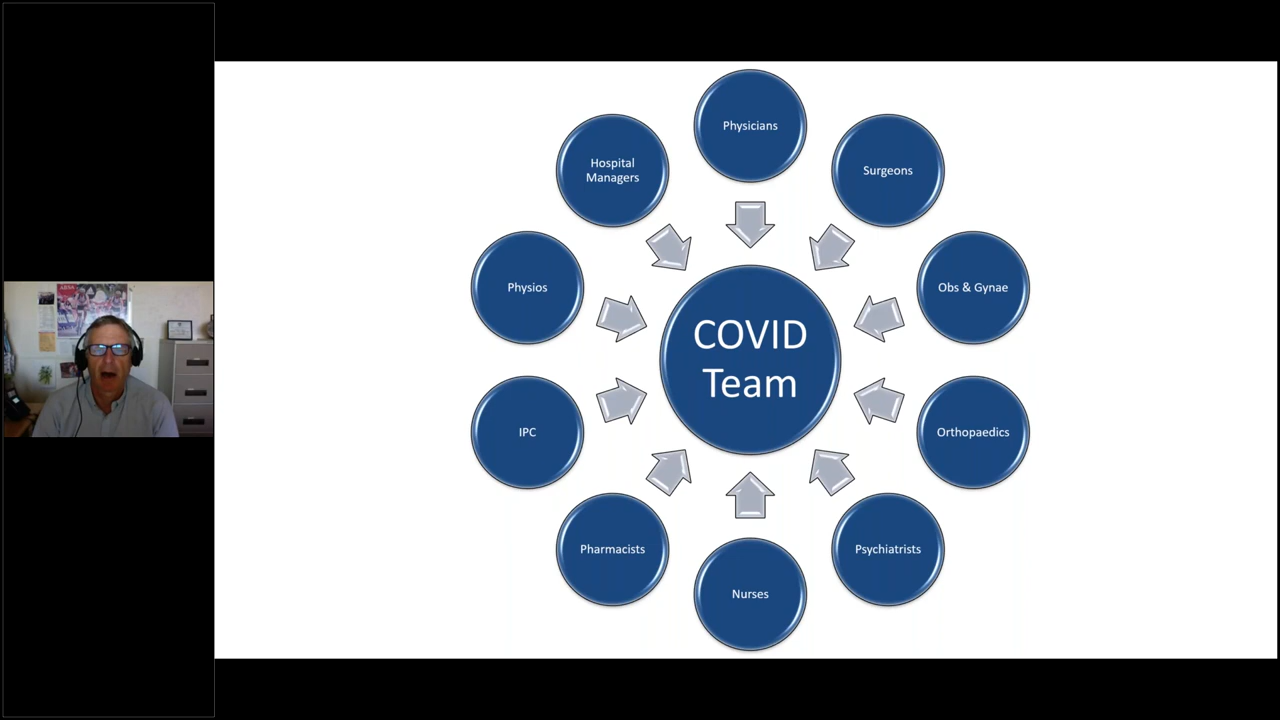 Physicians
Hospital
Managers
Surgeons
Physios
Obs & Gynae
COVID
Team
IPC
Orthopaedics
Pharmacists
Psychiatrists
Nurses